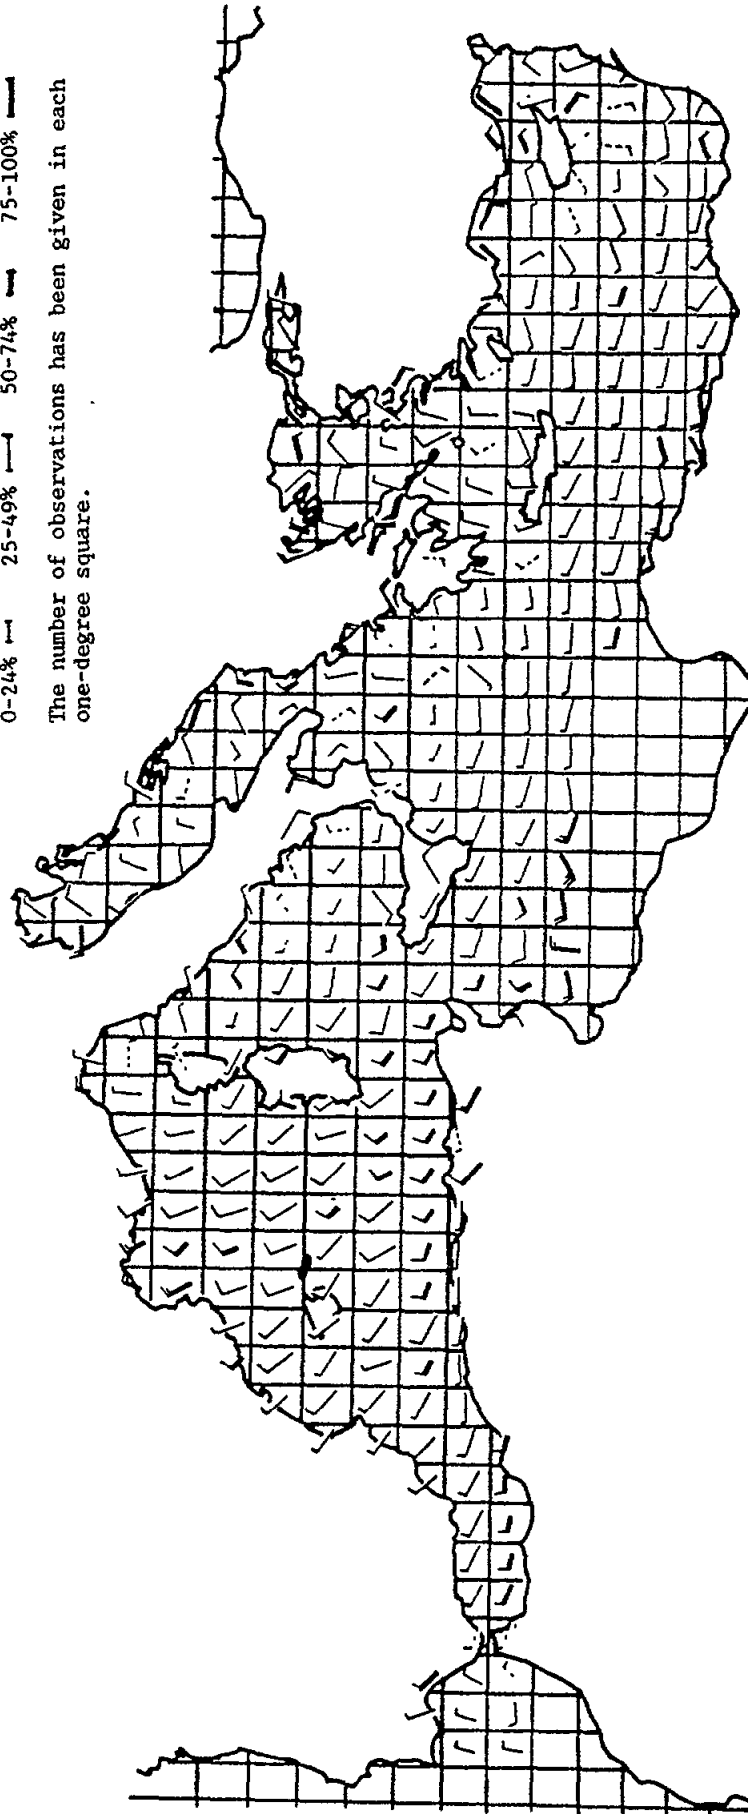 0-24% 25-49% 50-74% 75-100%
The number of observations has been given in each
one-degree square.